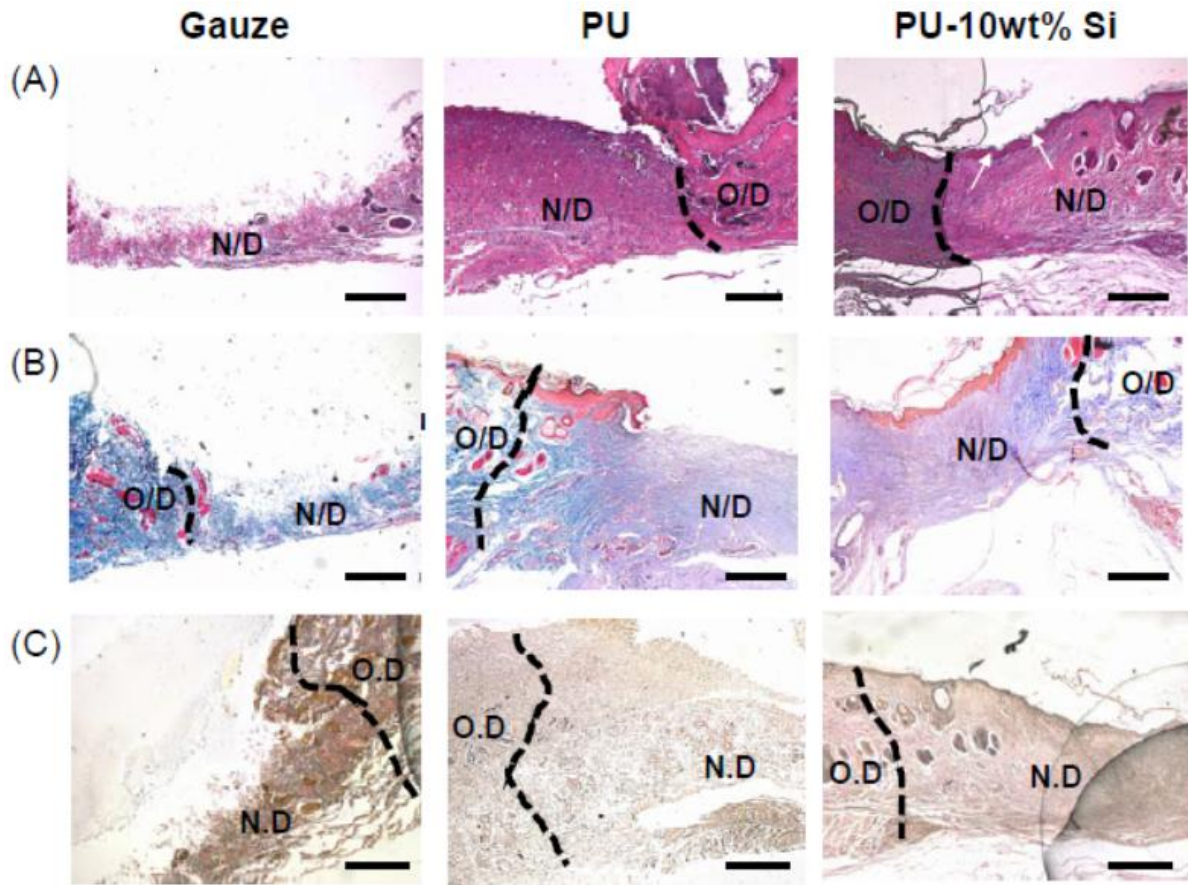 Gauze PU PU-10wt% Si
(A)
N/D N/D O/D O/D N/D
(B)
O/D N/D O/D N/D N/D O/D
(C)
O.D N.D O.D N.D O.D N.D